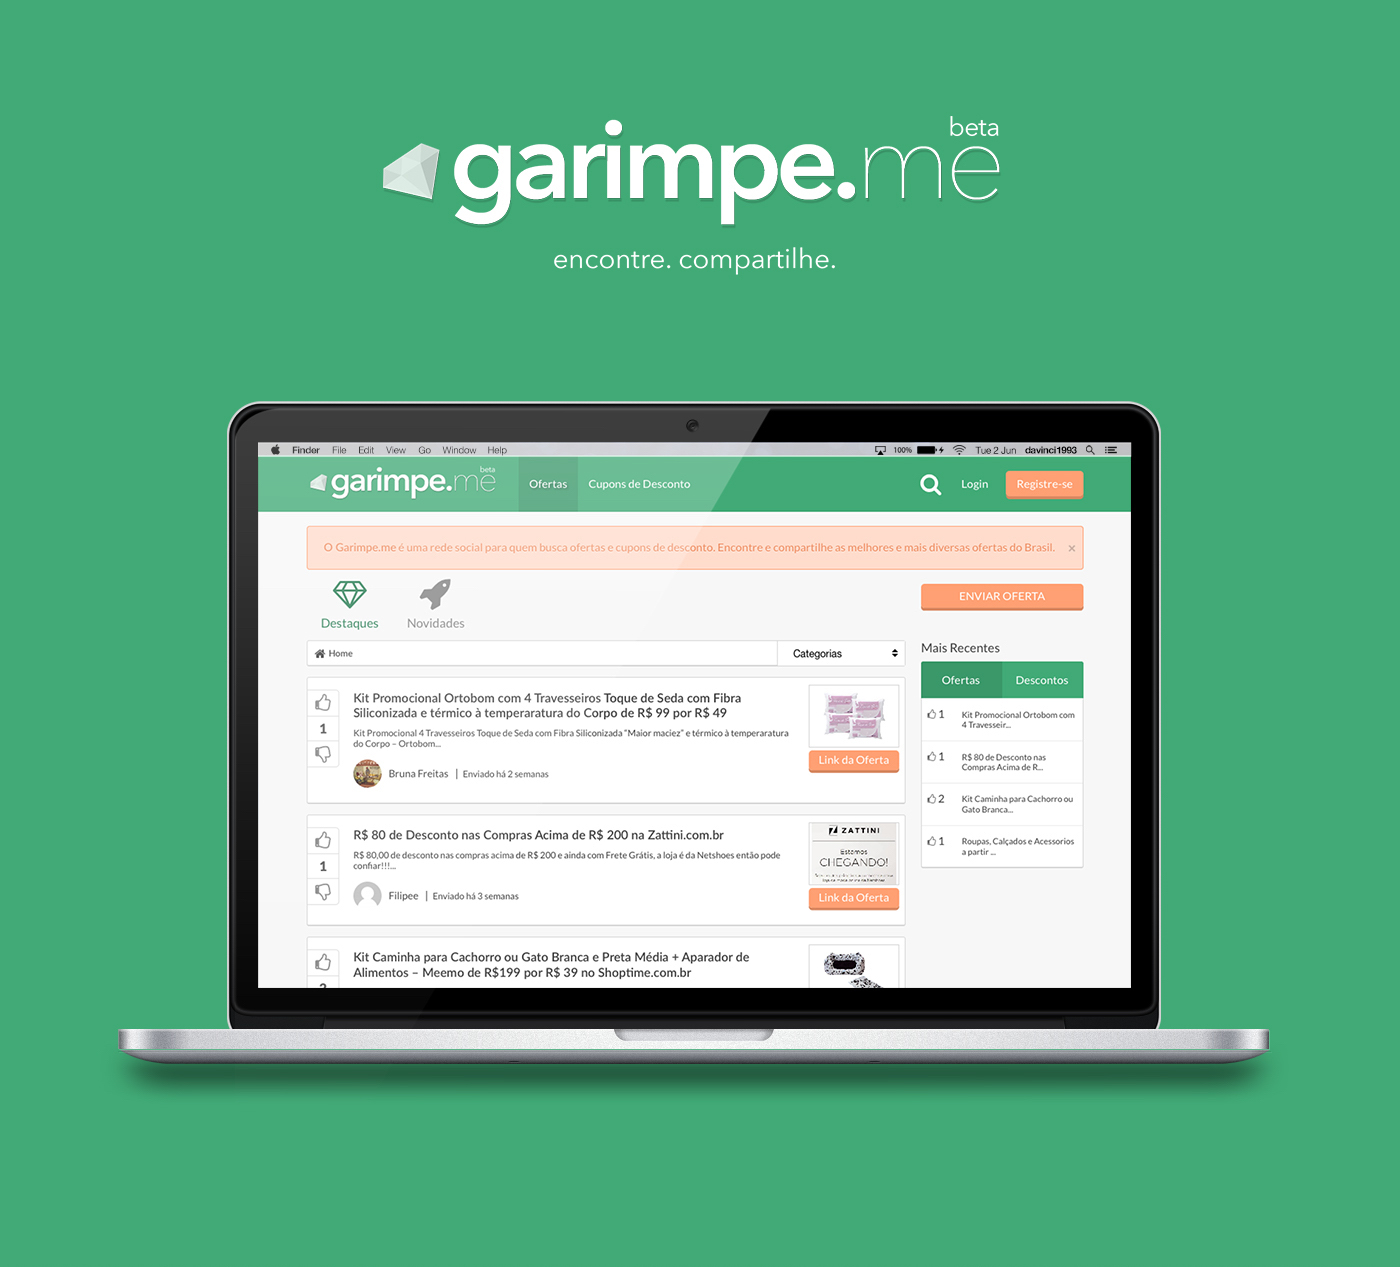 garimpe.me beta
encontre. compartilhe.
Finder File Edit View Go Window Help 100% Tue 2 Jun davinci1993
garimpe.me beta Ofertas Cupons de Desconto Login Registre-se
O Garimpe.me é uma rede social para quem busca ofertas e cupons de desconto. Encontre e compartilhe as melhores e mais diversas ofertas do Brasil. ×
Destaques Novidades
ENVIAR OFERTA
Home Categorias
Kit Promocional Ortobom com 4 Travesseiros Toque de Seda com Fibra
Siliconizada e térmico à temperaratura do Corpo de R$ 99 por R$ 49
1
Kit Promocional 4 Travesseiros Toque de Seda com Fibra Siliconizada “Maior maciez” e térmico à temperaratura
do Corpo – Ortobom...
Bruna Freitas | Enviado há 2 semanas
Link da Oferta
R$ 80 de Desconto nas Compras Acima de R$ 200 na Zattini.com.br
1
R$ 80,00 de desconto nas compras acima de R$ 200 e ainda com Frete Grátis, a loja é da Netshoes então pode
confiar!!!...
Filipee | Enviado há 3 semanas
ZATTINI
Estamos
CHEGANDO!
Link da Oferta
Kit Caminha para Cachorro ou Gato Branca e Preta Média + Aparador de
Alimentos – Meemo de R$199 por R$ 39 no Shoptime.com.br
Mais Recentes
Ofertas Descontos
1 Kit Promocional Ortobom com
4 Travesseir...
1 R$ 80 de Desconto nas
Compras Acima de R...
2 Kit Caminha para Cachorro ou
Gato Branca...
1 Roupas, Calçados e Acessorios
a partir ...